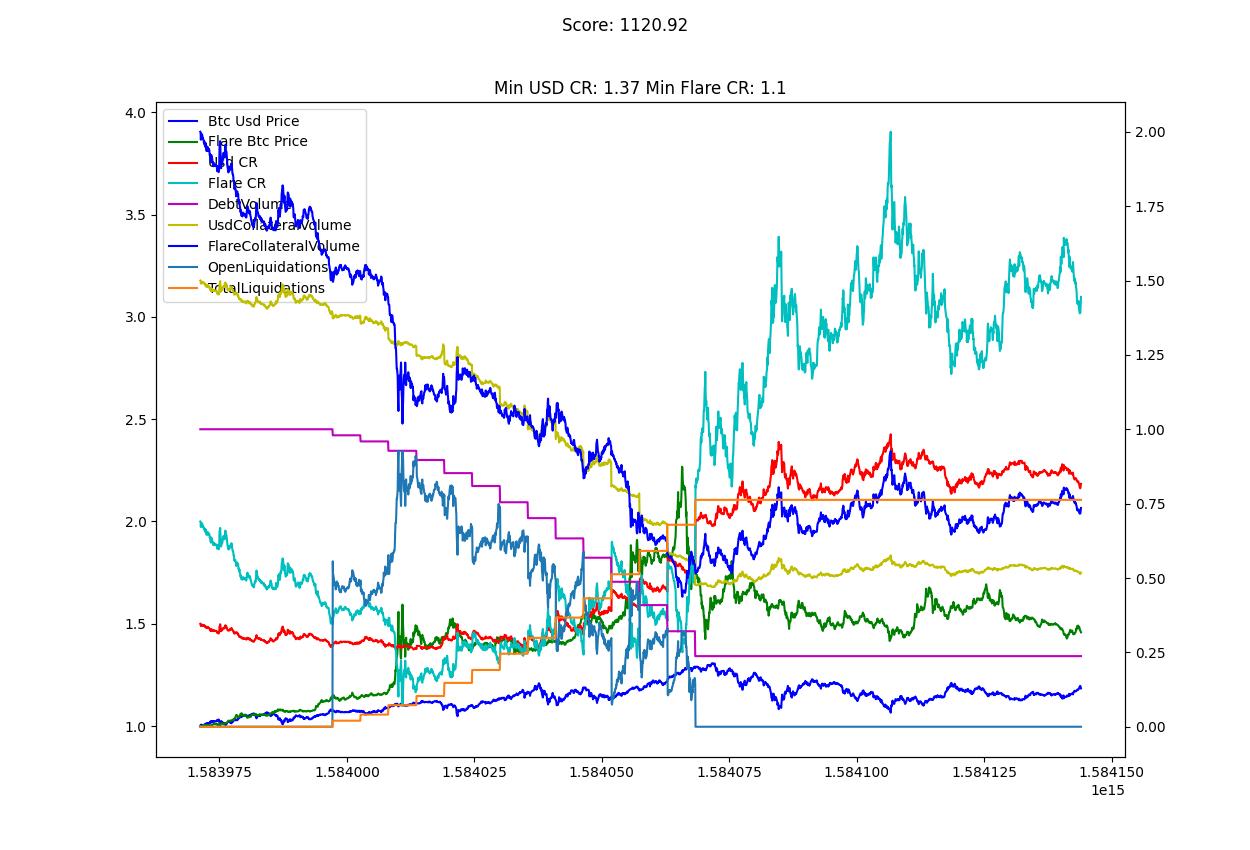 Score: 1120.92
Min USD CR: 1.37 Min Flare CR: 1.1
4.0
3.5
3.0
2.5
2.0
1.5
1.0
Btc Usd Price
Flare Btc Price
Usd CR
Flare CR
DebtVolume
UsdCollateralVolume
FlareCollateralVolume
OpenLiquidations
TotalLiquidations
2.00
1.75
1.50
1.25
1.00
0.75
0.50
0.25
0.00
1.583975 1.584000 1.584025 1.584050 1.584075 1.584100 1.584125 1.584150
1e15